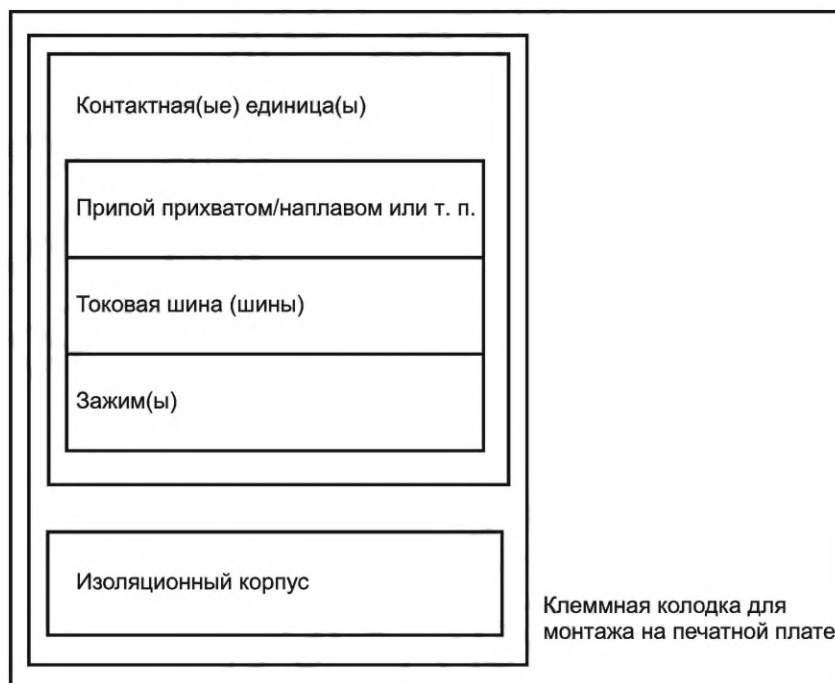 Контактная(ые) единица(ы)
Припой прихватом/наплавом или т. п.
Токовая шина (шины)
Зажим(ы)
Изоляционный корпус
Клеммная колодка для
монтажа на печатной плате